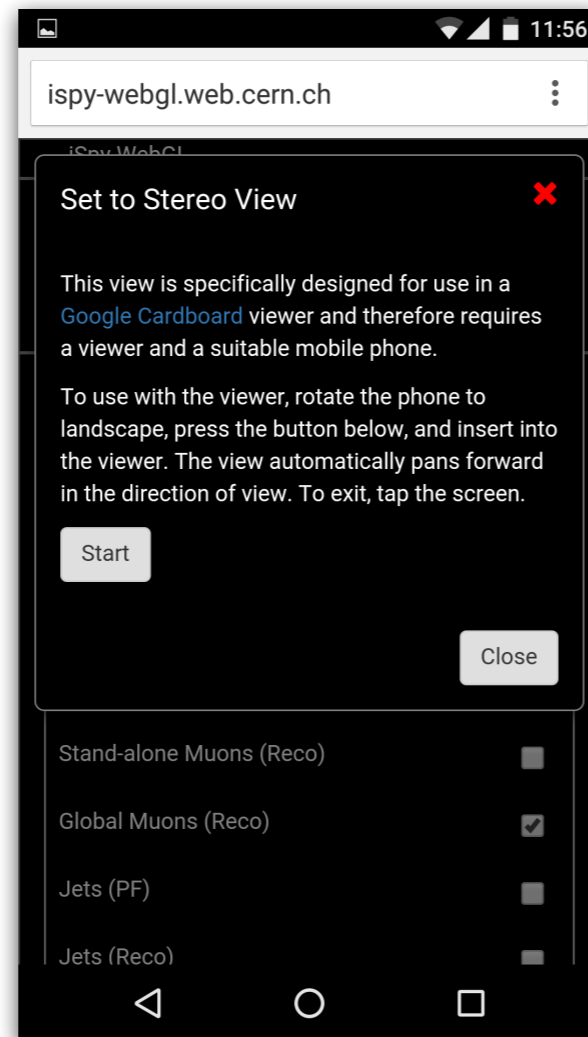 11:56
ispy-webgl.web.cern.ch
iSpy WebGL
Set to Stereo View
This view is specifically designed for use in a
Google Cardboard viewer and therefore requires
a viewer and a suitable mobile phone.
To use with the viewer, rotate the phone to
landscape, press the button below, and insert into
the viewer. The view automatically pans forward
in the direction of view. To exit, tap the screen.
Start
Close
Stand-alone Muons (Reco)
Global Muons (Reco)
Jets (PF)
Jets (Reco)